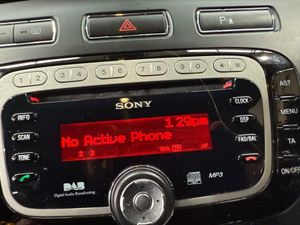 P
1 2 3 4 5 6 7 8 9 0
SONY
INFO
CLOCK
AST
1:29pm
SCAN
DSP
MENU
No Active Phone
TONE
FAD/BAL
TA
AF
DAB
Digital Audio Broadcasting
MP3
ON/OFF